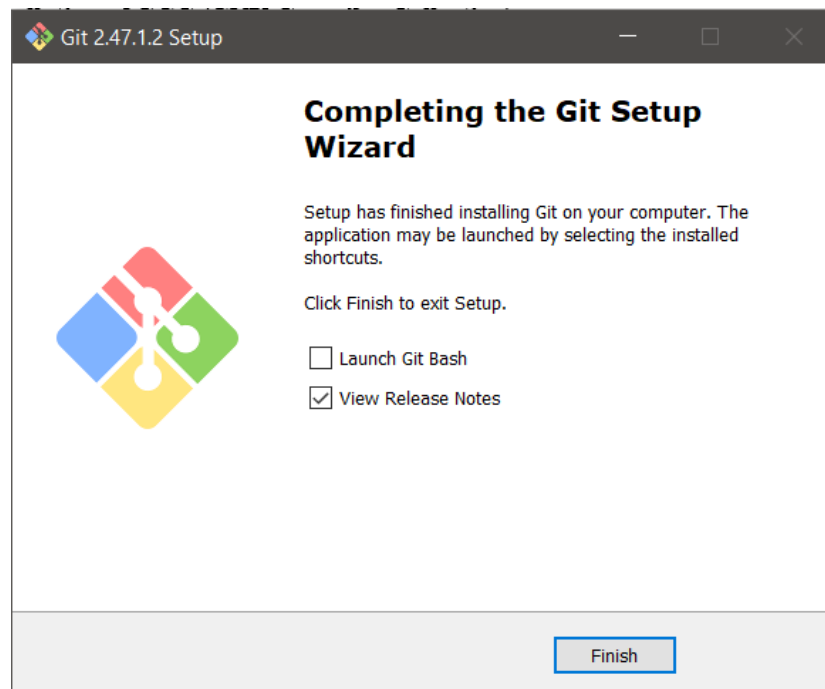 Git 2.47.1.2 Setup
Completing the Git Setup
Wizard
Setup has finished installing Git on your computer. The
application may be launched by selecting the installed
shortcuts.
Click Finish to exit Setup.
Launch Git Bash
View Release Notes
Finish